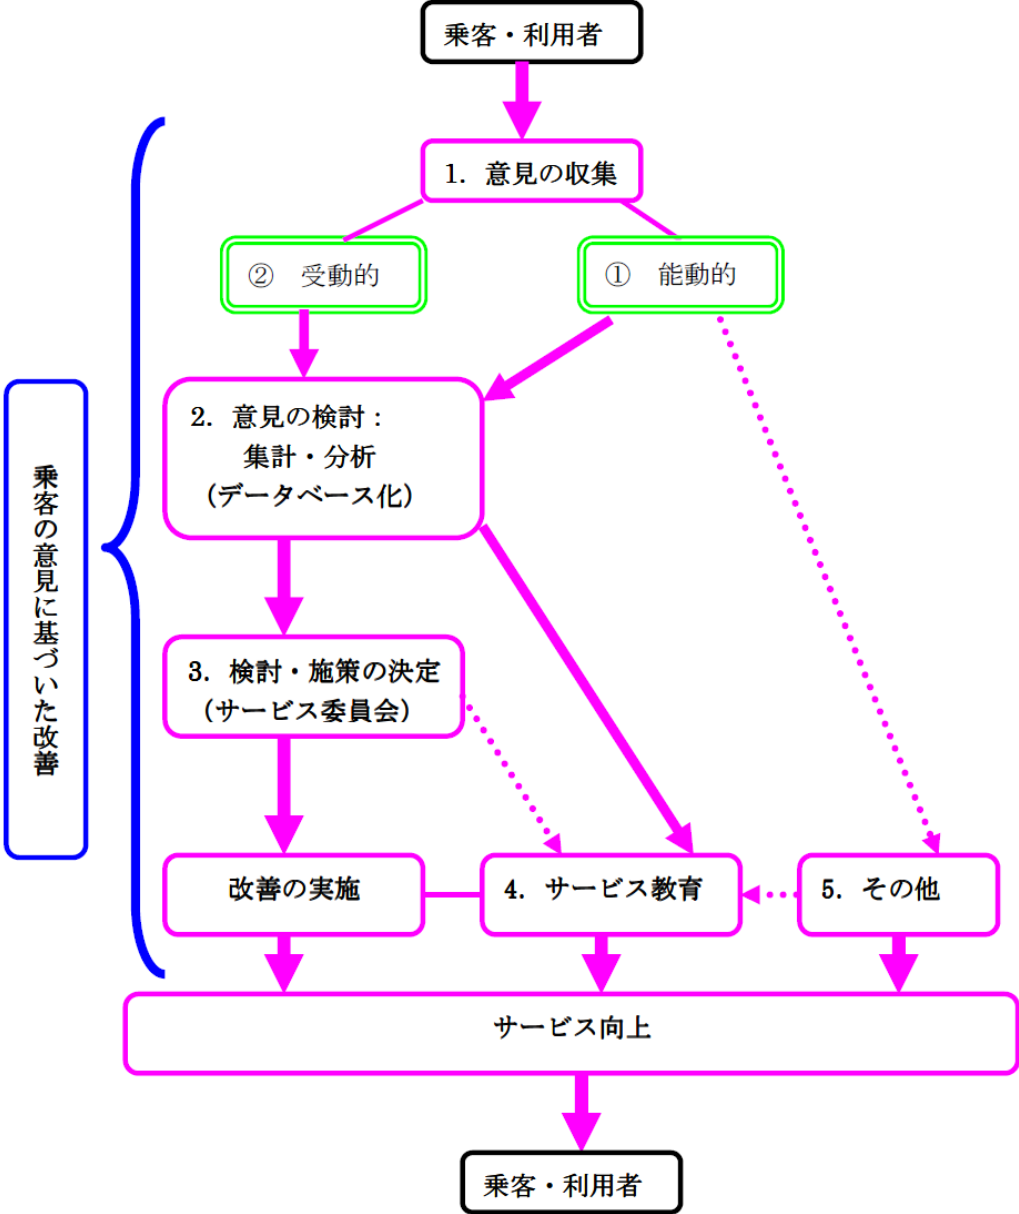 乗客・利用者
1．意見の収集
② 受動的
① 能動的
2．意見の検討：
集計・分析
（データベース化）
乗客の意見に基づいた改善
3．検討・施策の決定
（サービス委員会）
改善の実施
4．サービス教育
5．その他
サービス向上
乗客・利用者